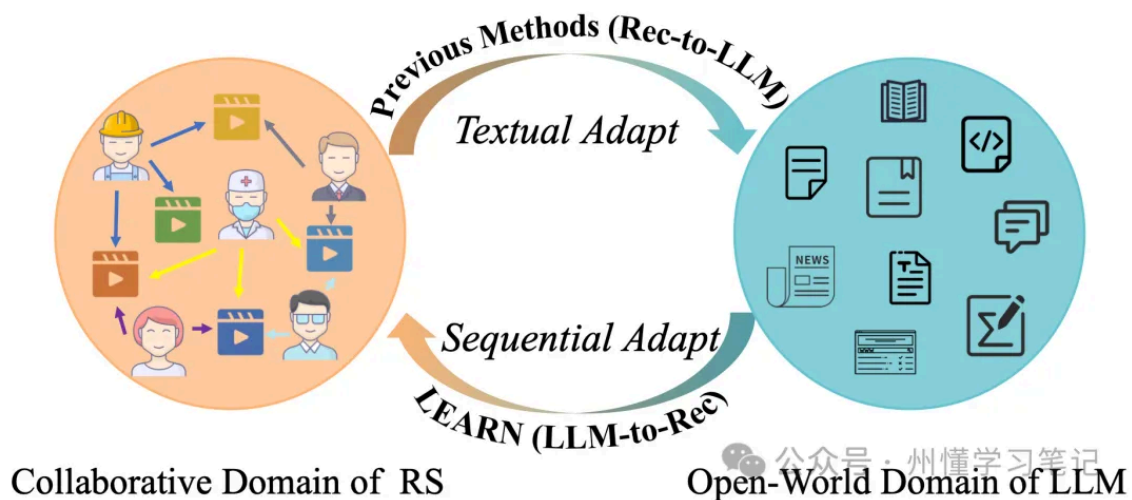 Previous Methods (Rec-to-LLM)
Textual Adapt
NEWS
</>
T
Σ
Sequential Adapt
LEARN (LLM-to-Rec)
公众号 · 州懂学习笔记
Collaborative Domain of RS
Open-World Domain of LLM